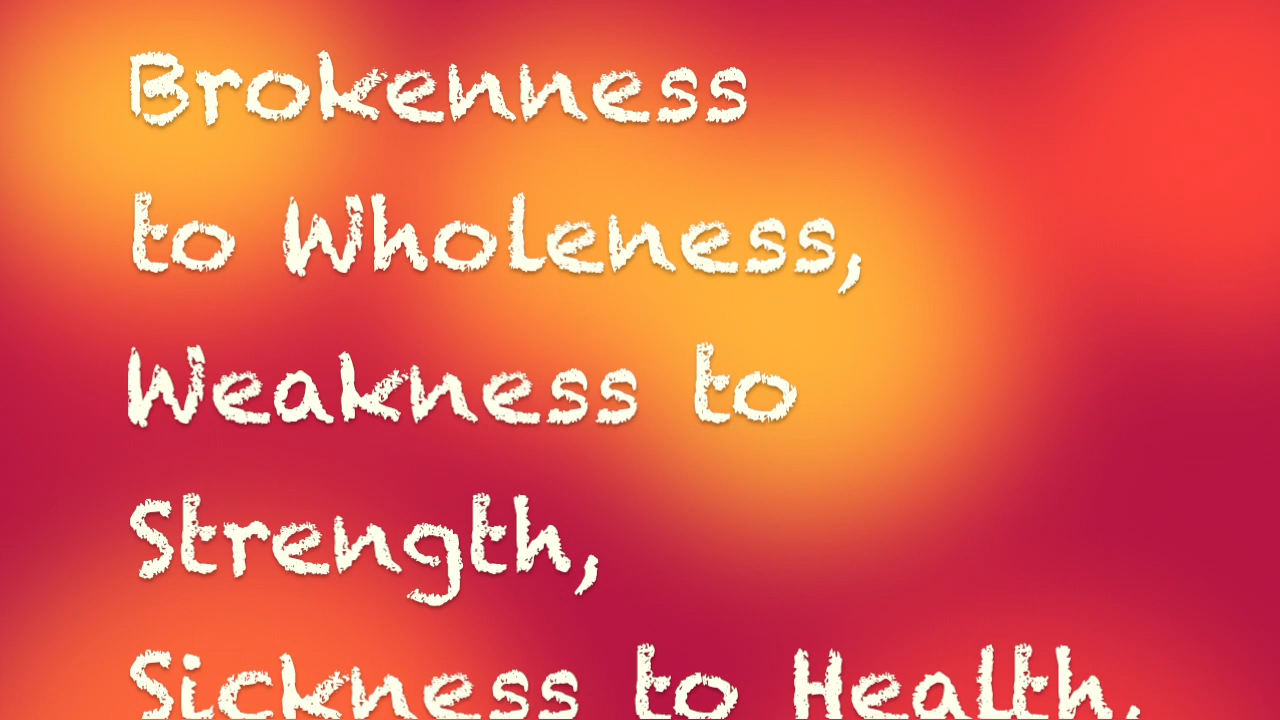 Brokenness
to Wholeness,
Weakness to
Strength,
Sickness to Health,